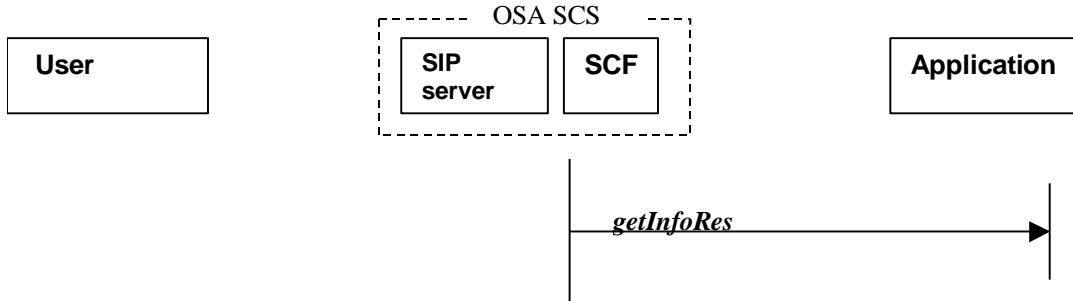 OSA SCS
User
SIP
server
SCF
Application
getInfoRes